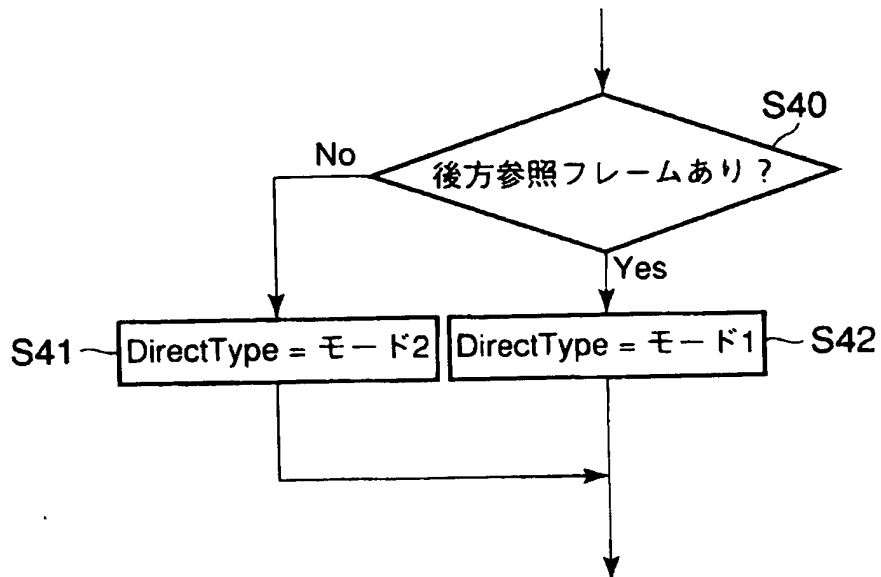 S40
No
後方参照フレームあり？
Yes
S41
DirectType = モード2
DirectType = モード1
S42